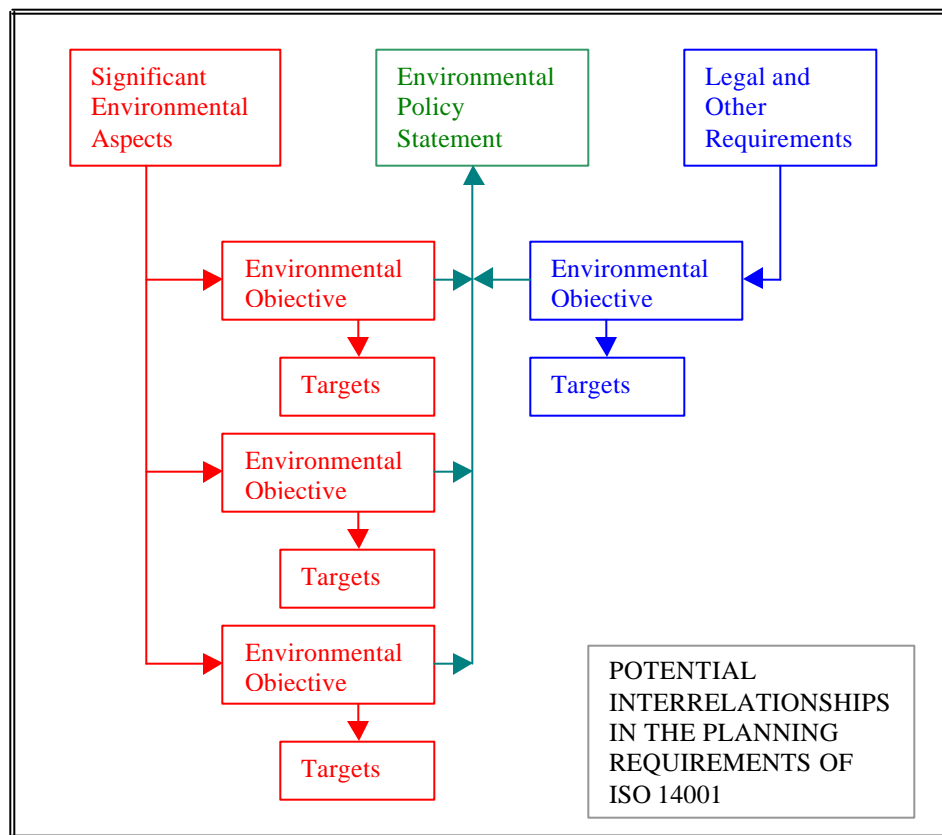 Significant
Environmental
Aspects
Environmental
Policy
Statement
Legal and
Other
Requirements
Environmental
Objective
Environmental
Objective
Targets
Targets
Environmental
Objective
Targets
Environmental
Objective
Targets
POTENTIAL
INTERRELATIONSHIPS
IN THE PLANNING
REQUIREMENTS OF
ISO 14001